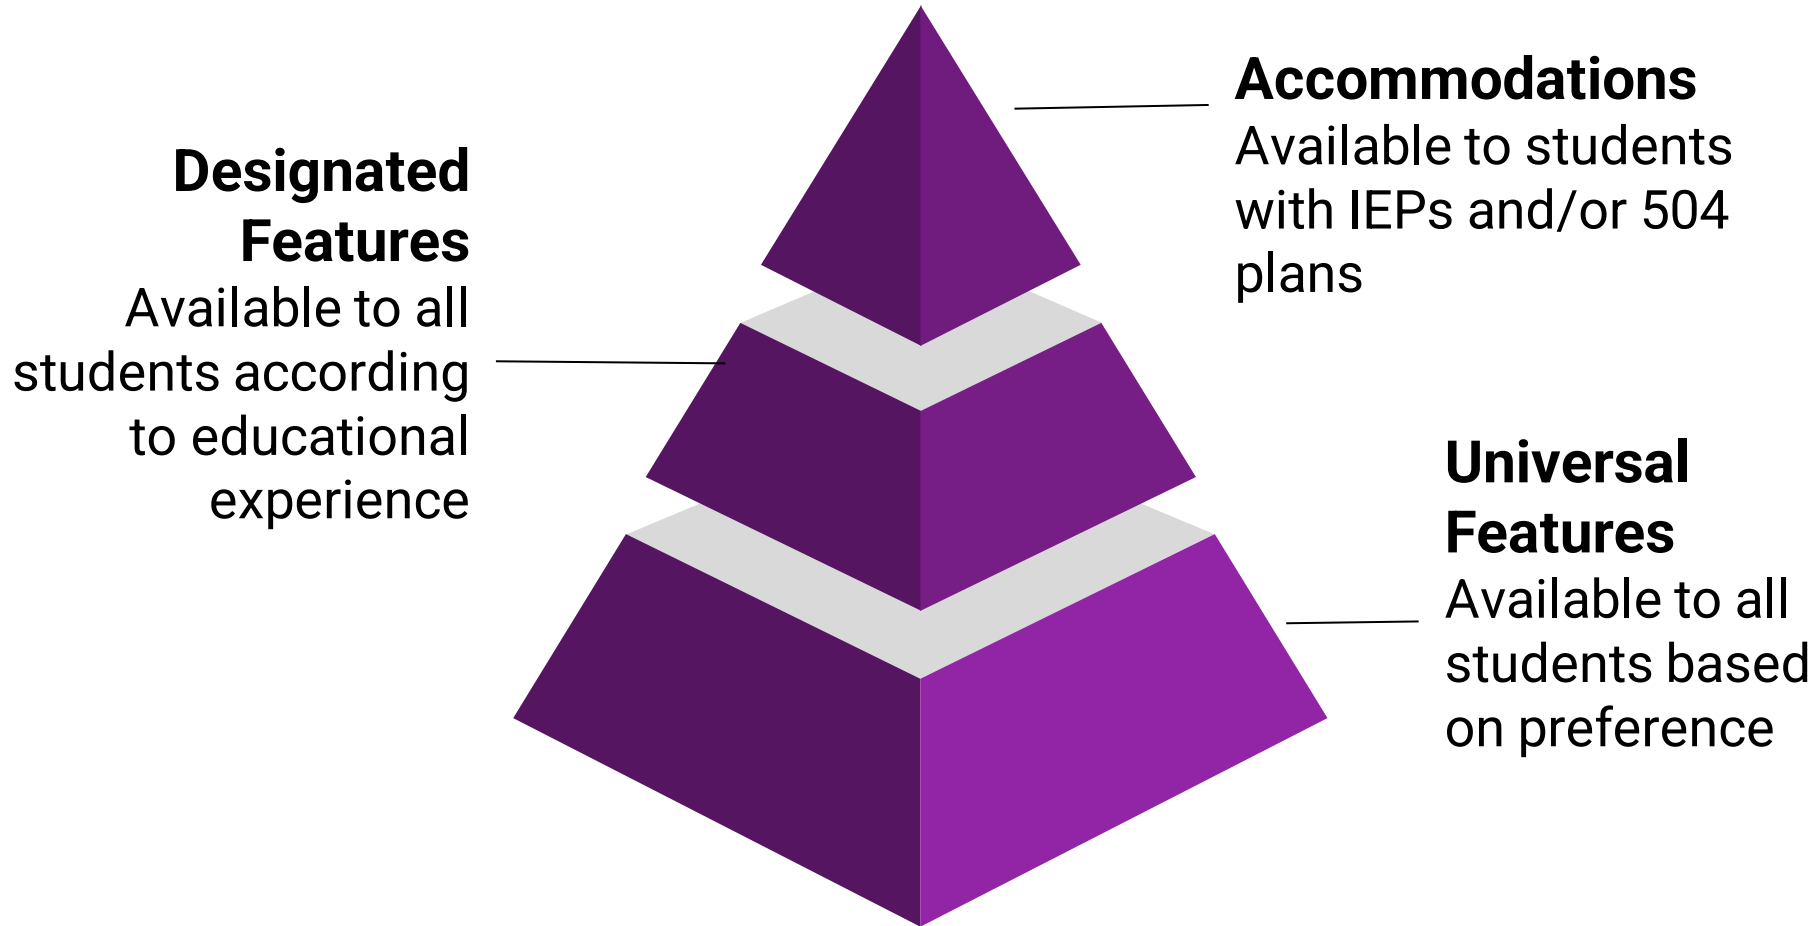 Accommodations
Available to students
with IEPs and/or 504
plans
Designated
Features
Available to all
students according
to educational
experience
Universal
Features
Available to all
students based
on preference